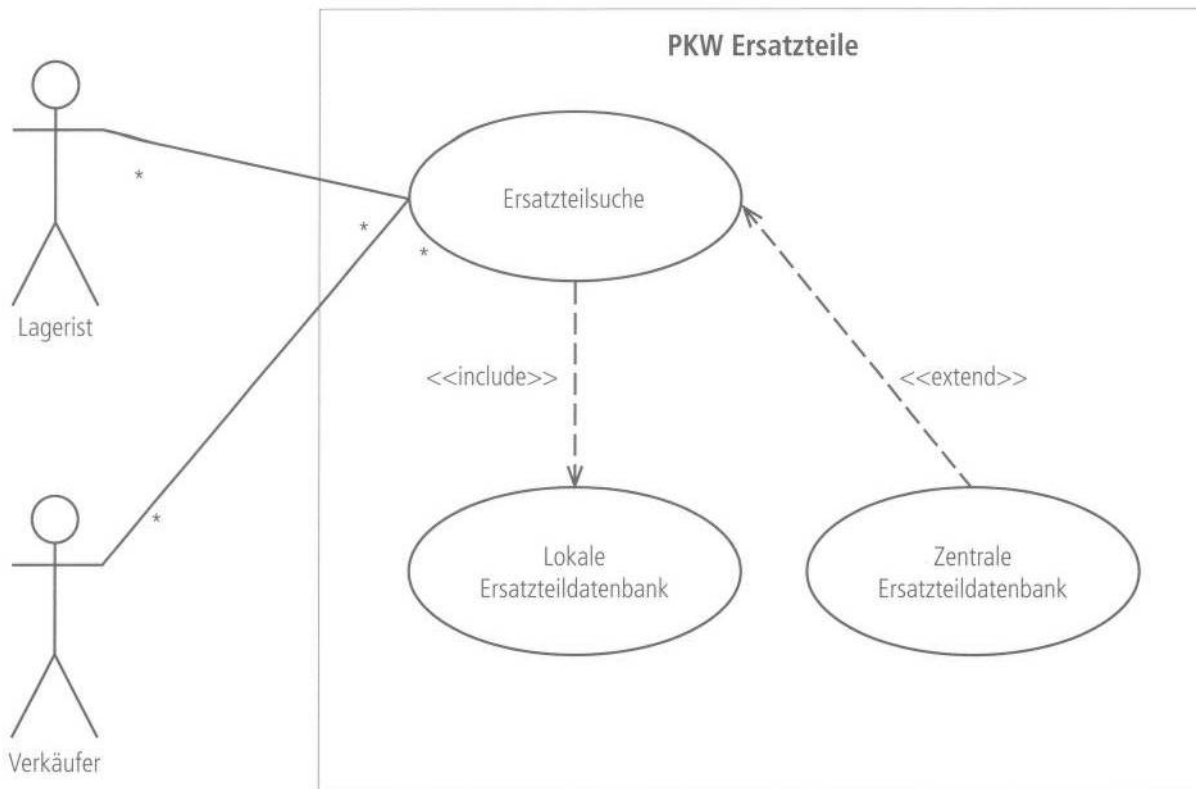 PKW Ersatzteile
*
Ersatzteilsuche
*
*
Lagerist
<<include>>
<<extend>>
*
Lokale
Ersatzteildatenbank
Zentrale
Ersatzteildatenbank
Verkäufer